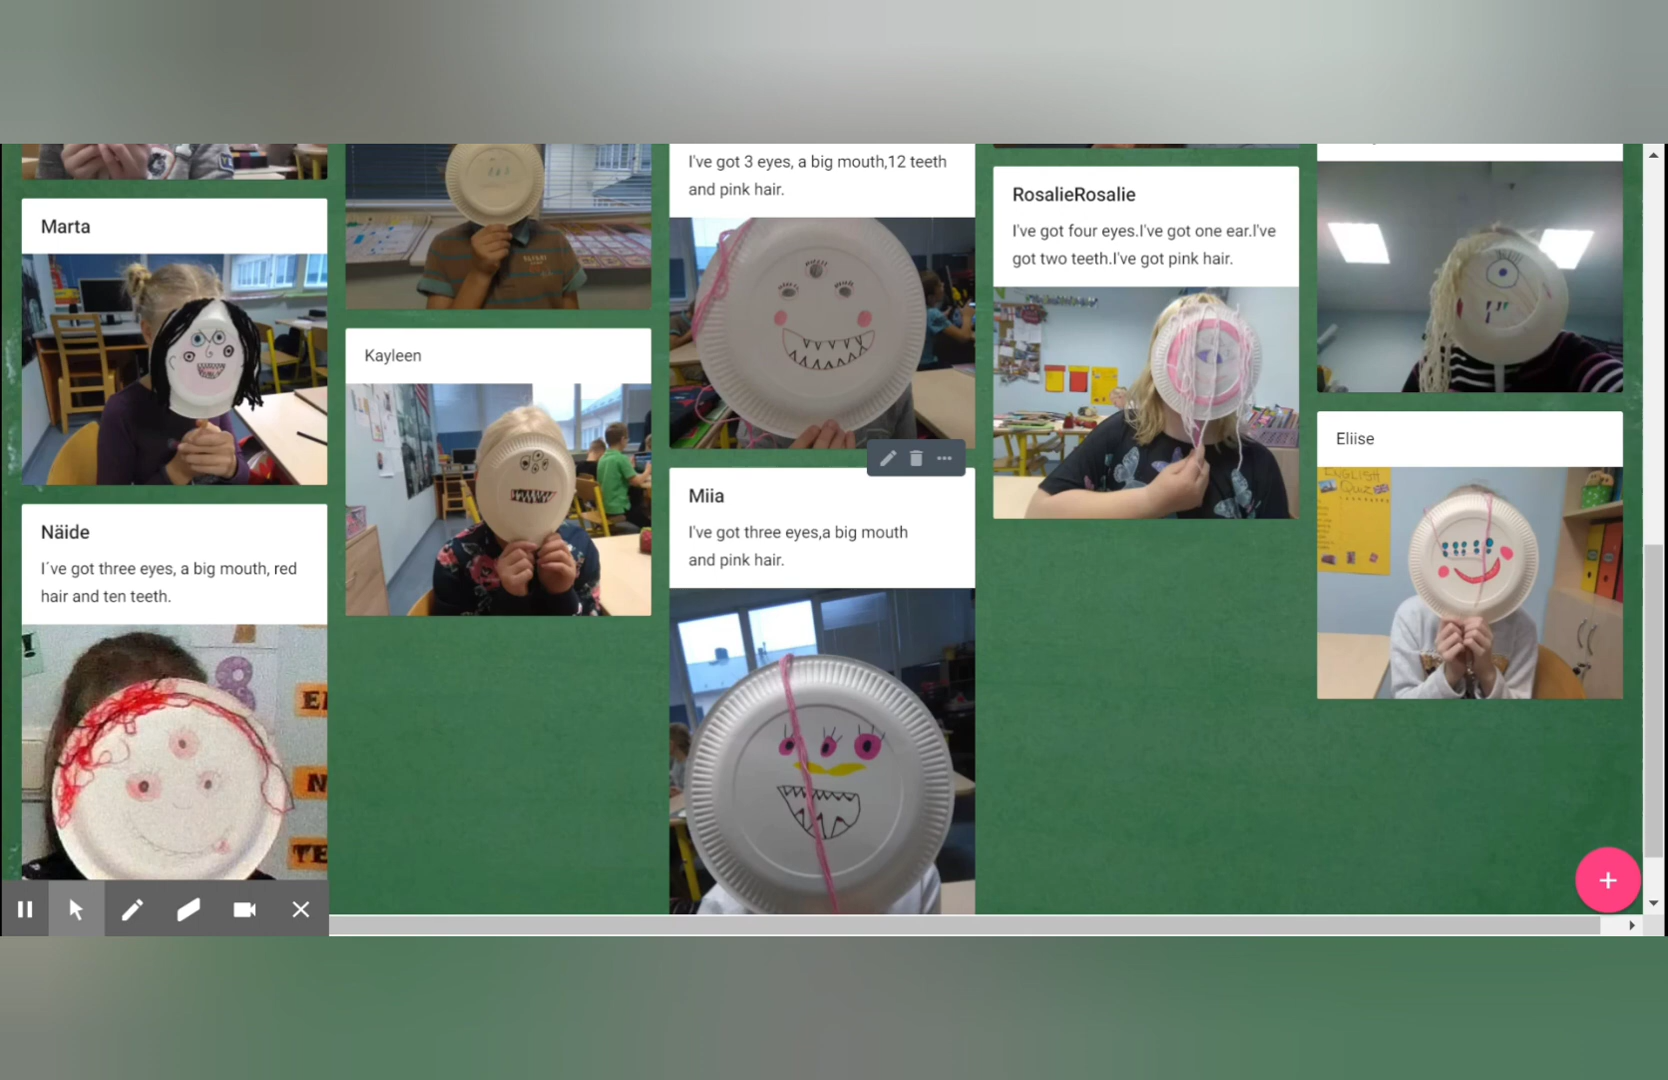 Marta
Näide
I´ve got three eyes, a big mouth, red
hair and ten teeth.
Kayleen
I've got 3 eyes, a big mouth,12 teeth
and pink hair.
Miia
I've got three eyes,a big mouth
and pink hair.
RosalieRosalie
I've got four eyes.I've got one ear.I've
got two teeth.I've got pink hair.
Eliise
ENGLISH
Quiz